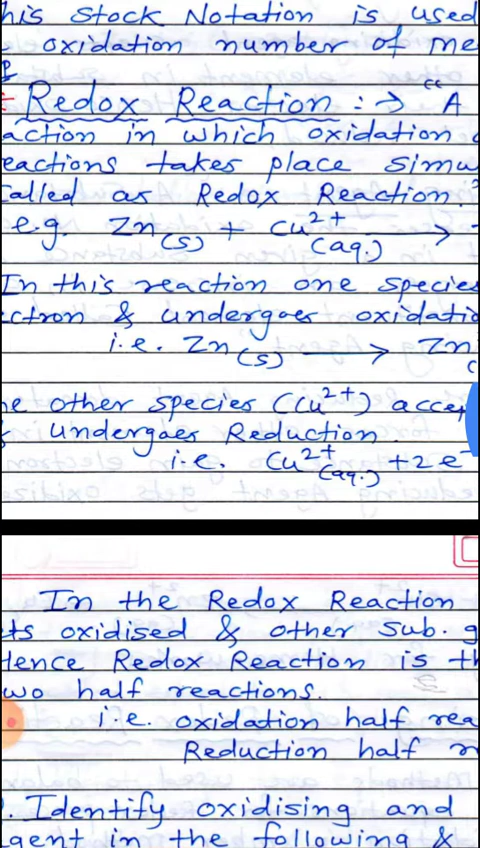 his Stock Notation is used
oxidation number of me
Redox Reaction :→ "A
action in which oxidation
eactions takes place simu
called as Redox Reaction."
e.g. Zn(s) + Cu²⁺(aq.) ⟶
In this reaction one species
ctron & undergoes oxidatio
i.e. Zn(s) ⟶ Zn
he other species (Cu²⁺) accep
undergoes Reduction.
i.e. Cu²⁺(aq.) + 2e⁻
In the Redox Reaction
ts oxidised & other Sub. g
Hence Redox Reaction is th
wo half reactions.
i.e. oxidation half rea
Reduction half r
. Identify oxidising and
gent in the following &